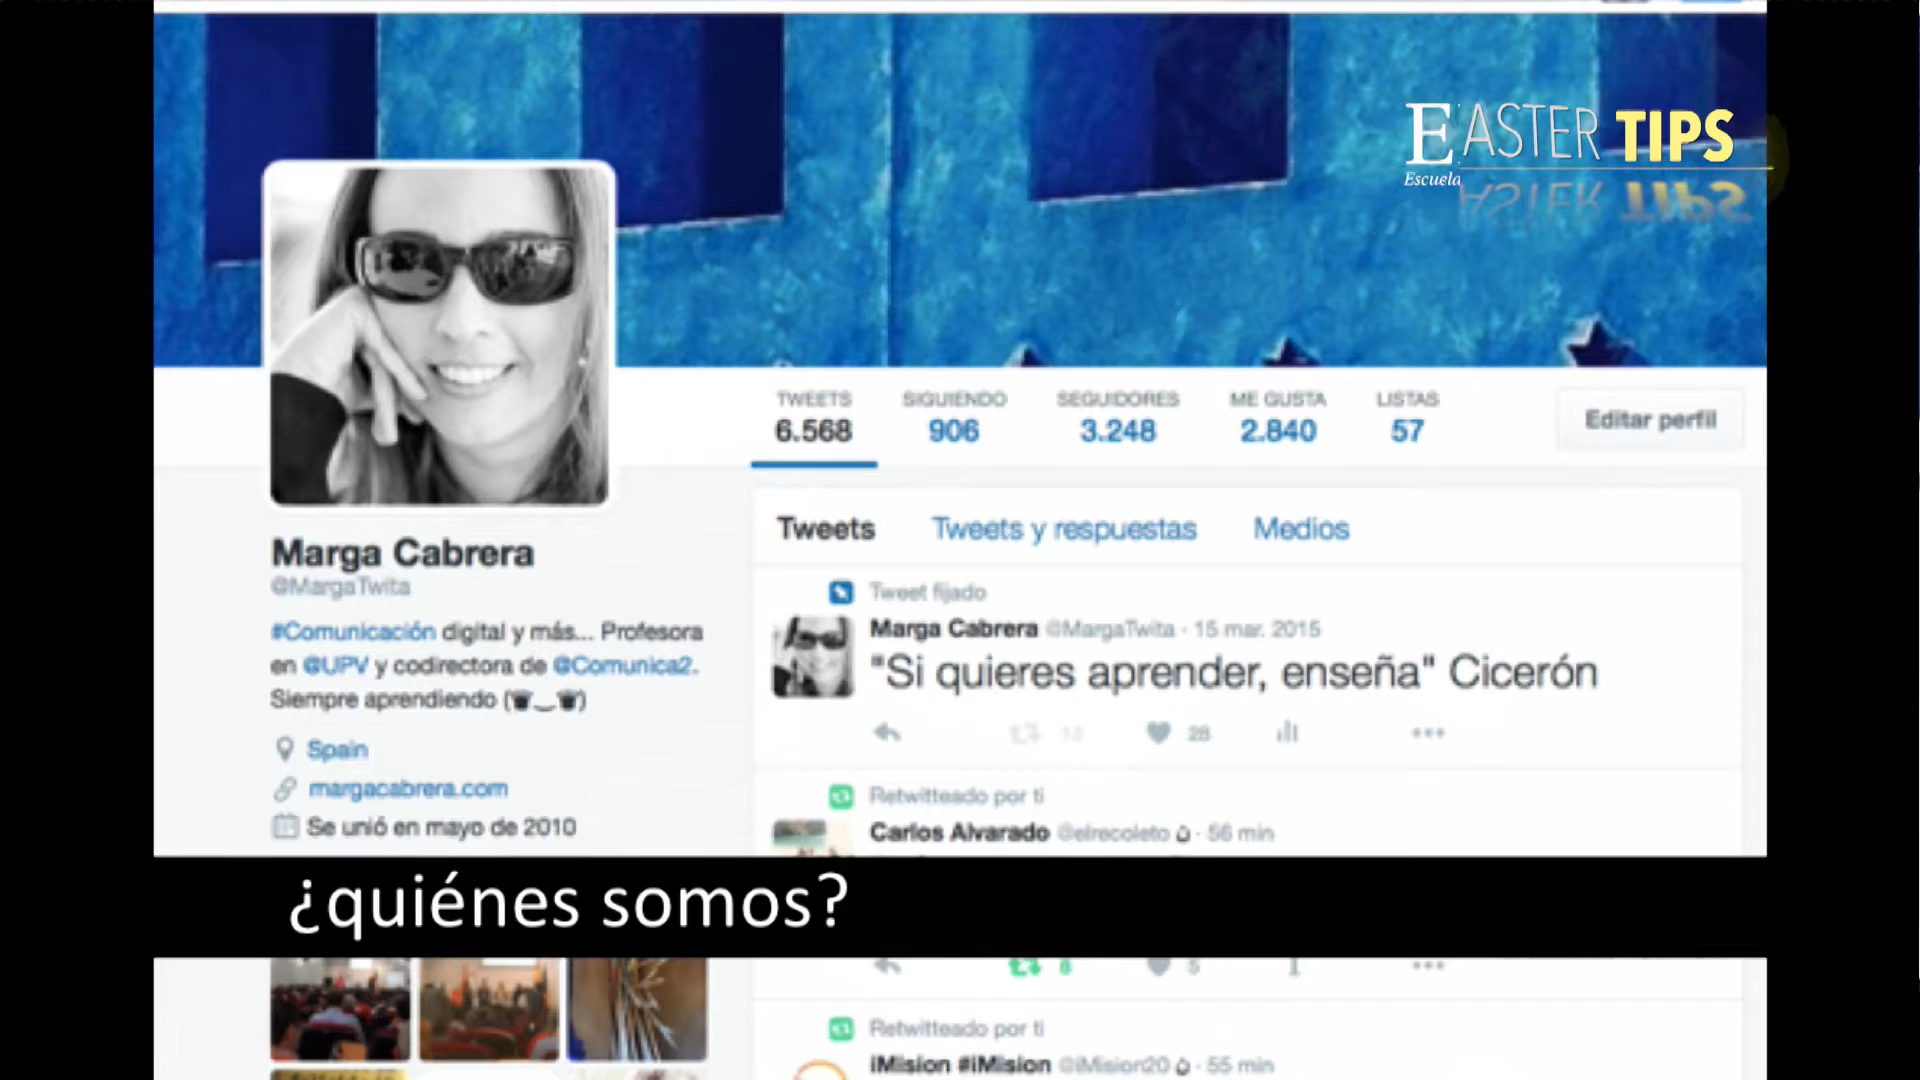 EASTER TIPS
Escuela
TWEETS
6.568
SIGUIENDO
906
SEGUIDORES
3.248
ME GUSTA
2.840
LISTAS
57
Editar perfil
Marga Cabrera
@MargaTwita
#Comunicación digital y más... Profesora
en @UPV y codirectora de @Comunica2.
Siempre aprendiendo
Spain
margacabrera.com
Se unió en mayo de 2010
Tweets
Tweets y respuestas
Medios
Tweet fijado
Marga Cabrera @MargaTwita · 15 mar. 2015
"Si quieres aprender, enseña" Cicerón
28
Retwitteado por ti
Carlos Alvarado @elrecoleto · 56 min
¿quiénes somos?
8
5
Retwitteado por ti
iMision #iMision @iMision20 · 55 min